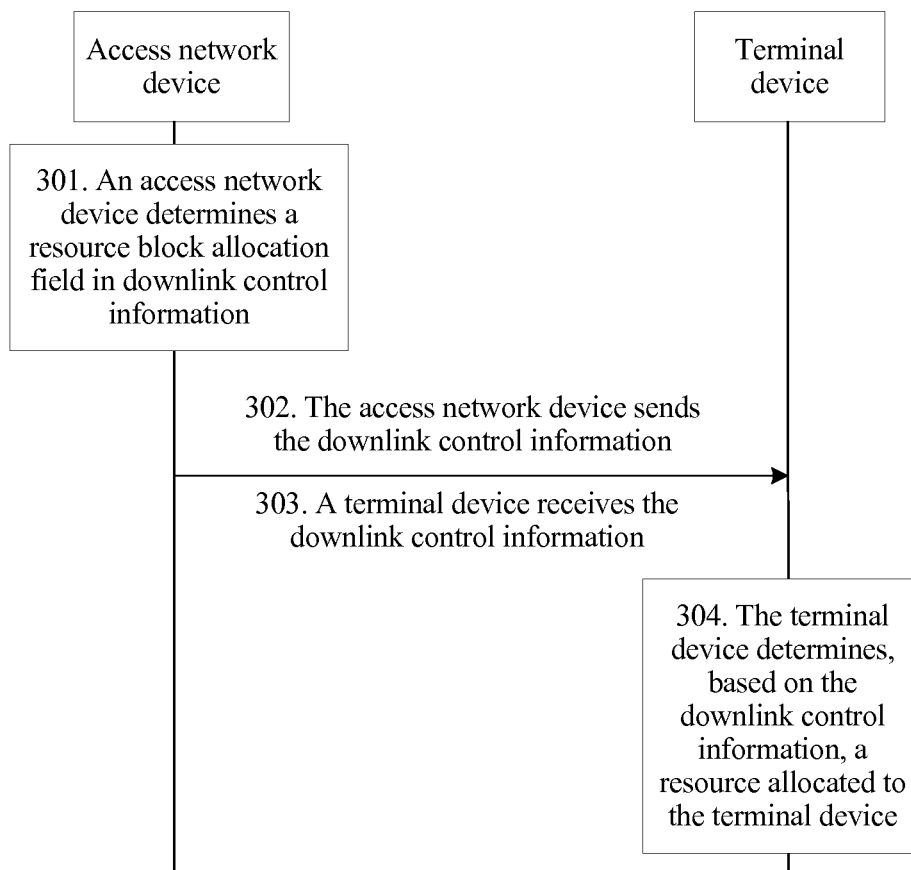 Access network
device
Terminal
device
301. An access network
device determines a
resource block allocation
field in downlink control
information
302. The access network device sends
the downlink control information
303. A terminal device receives the
downlink control information
304. The terminal
device determines,
based on the
downlink control
information, a
resource allocated to
the terminal device